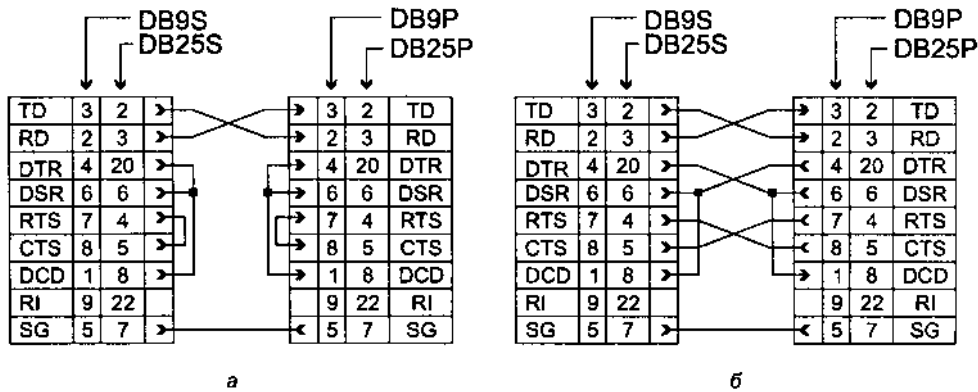 DB9S DB9P DB9S DB9P
DB25S DB25P DB25S DB25P
TD 3 2 3 2 TD TD 3 2 3 2 TD
RD 2 3 2 3 RD RD 2 3 2 3 RD
DTR 4 20 4 20 DTR DTR 4 20 4 20 DTR
DSR 6 6 6 6 DSR DSR 6 6 6 6 DSR
RTS 7 4 7 4 RTS RTS 7 4 7 4 RTS
CTS 8 5 8 5 CTS CTS 8 5 8 5 CTS
DCD 1 8 1 8 DCD DCD 1 8 1 8 DCD
RI 9 22 9 22 RI RI 9 22 9 22 RI
SG 5 7 5 7 SG SG 5 7 5 7 SG
а б